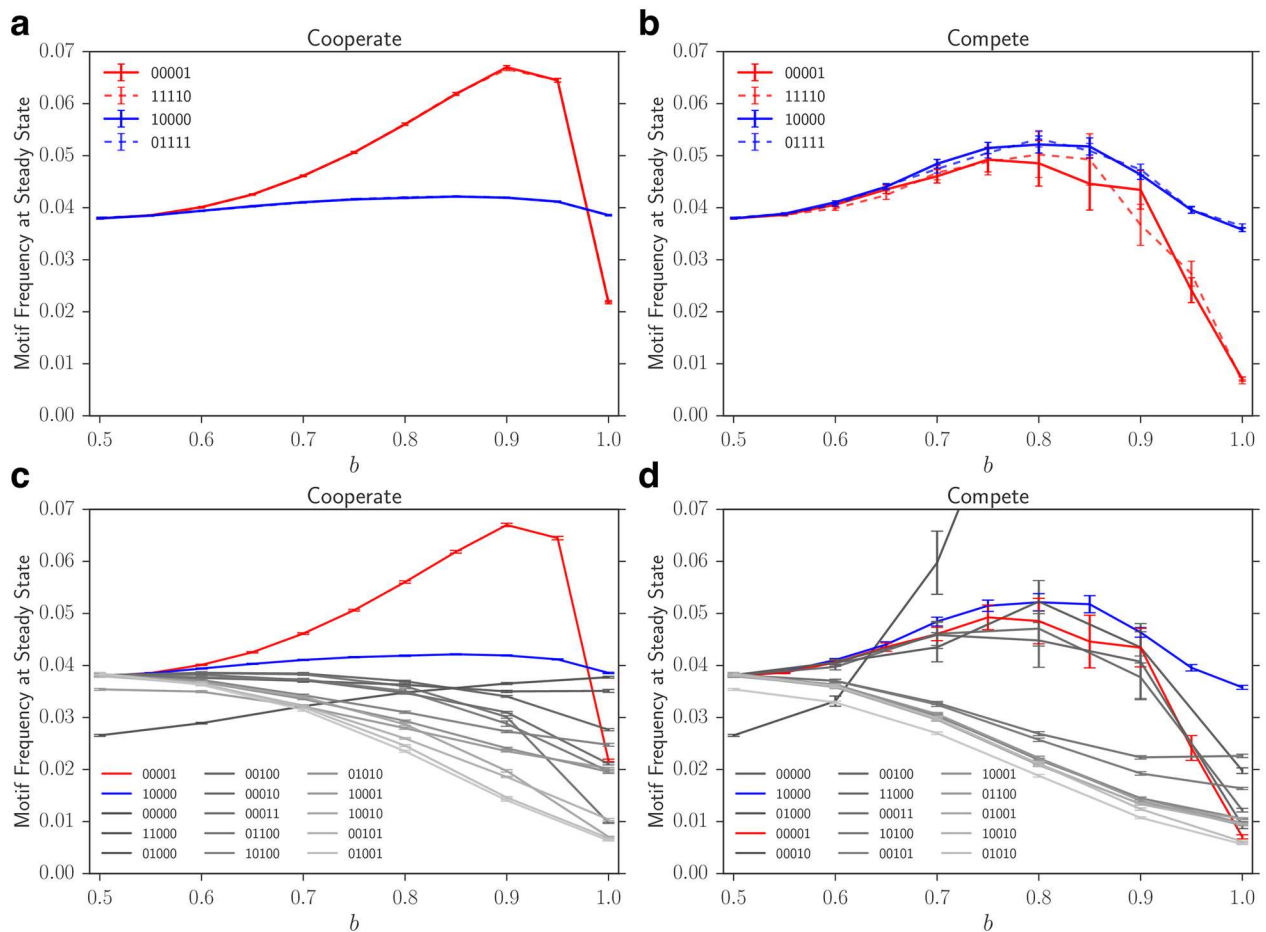 a
Cooperate
Motif Frequency at Steady State
0.07
0.06
0.05
0.04
0.03
0.02
0.01
0.00
00001
11110
10000
01111
0.5 0.6 0.7 0.8 0.9 1.0
b
b
Compete
Motif Frequency at Steady State
0.07
0.06
0.05
0.04
0.03
0.02
0.01
0.00
00001
11110
10000
01111
0.5 0.6 0.7 0.8 0.9 1.0
b
c
Cooperate
Motif Frequency at Steady State
0.07
0.06
0.05
0.04
0.03
0.02
0.01
0.00
00001 00100 01010
10000 00010 10001
00000 00011 10010
11000 01100 00101
01000 10100 01001
0.5 0.6 0.7 0.8 0.9 1.0
b
d
Compete
Motif Frequency at Steady State
0.07
0.06
0.05
0.04
0.03
0.02
0.01
0.00
00000 00100 10001
10000 11000 01100
01000 00011 01001
00001 10100 10010
00010 00101 01010
0.5 0.6 0.7 0.8 0.9 1.0
b